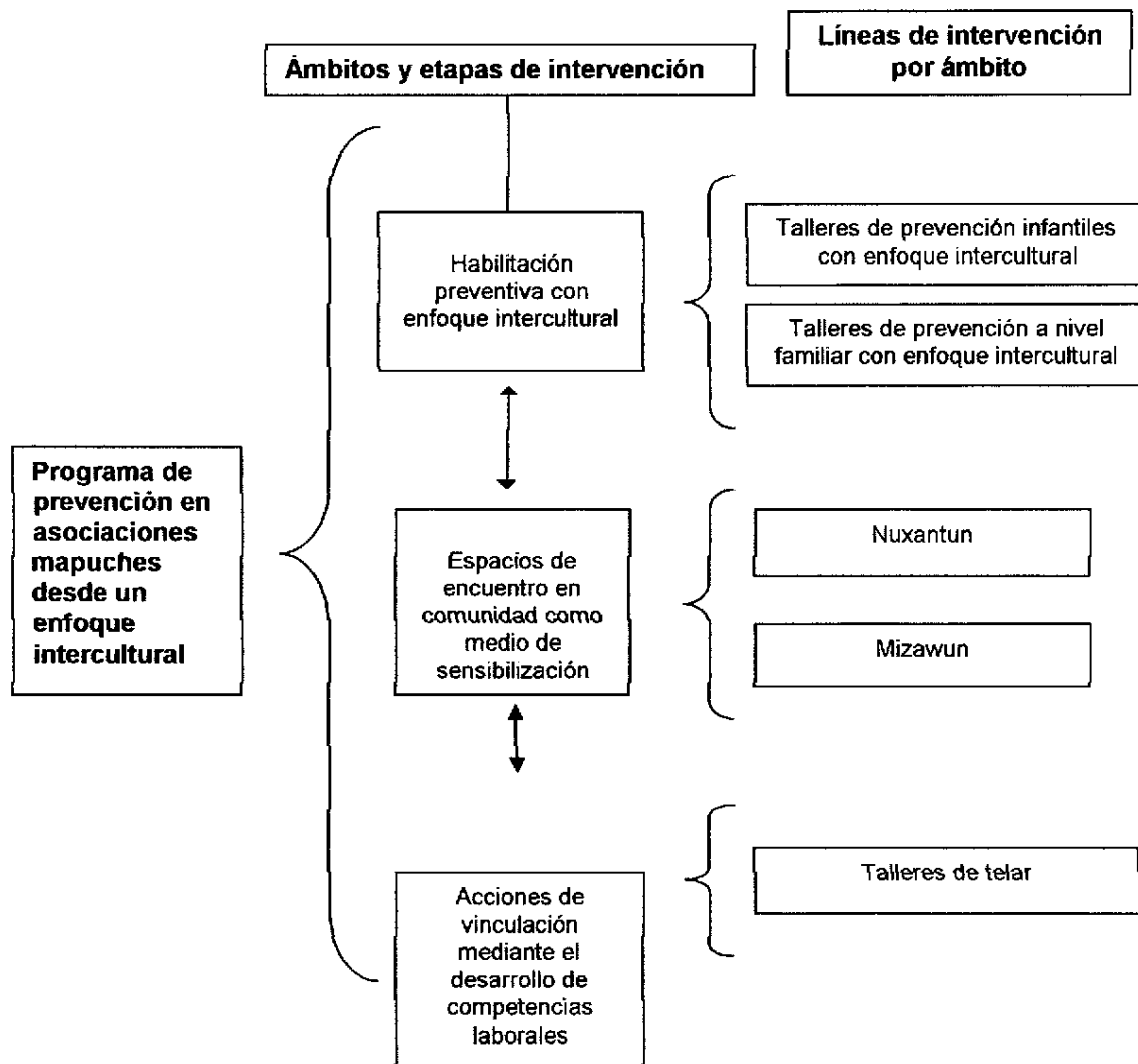 Ámbitos y etapas de intervención
Líneas de intervención
por ámbito
Programa de
prevención en
asociaciones
mapuches
desde un
enfoque
intercultural
Habilitación
preventiva con
enfoque intercultural
Talleres de prevención infantiles
con enfoque intercultural
Talleres de prevención a nivel
familiar con enfoque intercultural
Espacios de
encuentro en
comunidad como
medio de
sensibilización
Nuxantun
Mizawun
Acciones de
vinculación
mediante el
desarrollo de
competencias
laborales
Talleres de telar